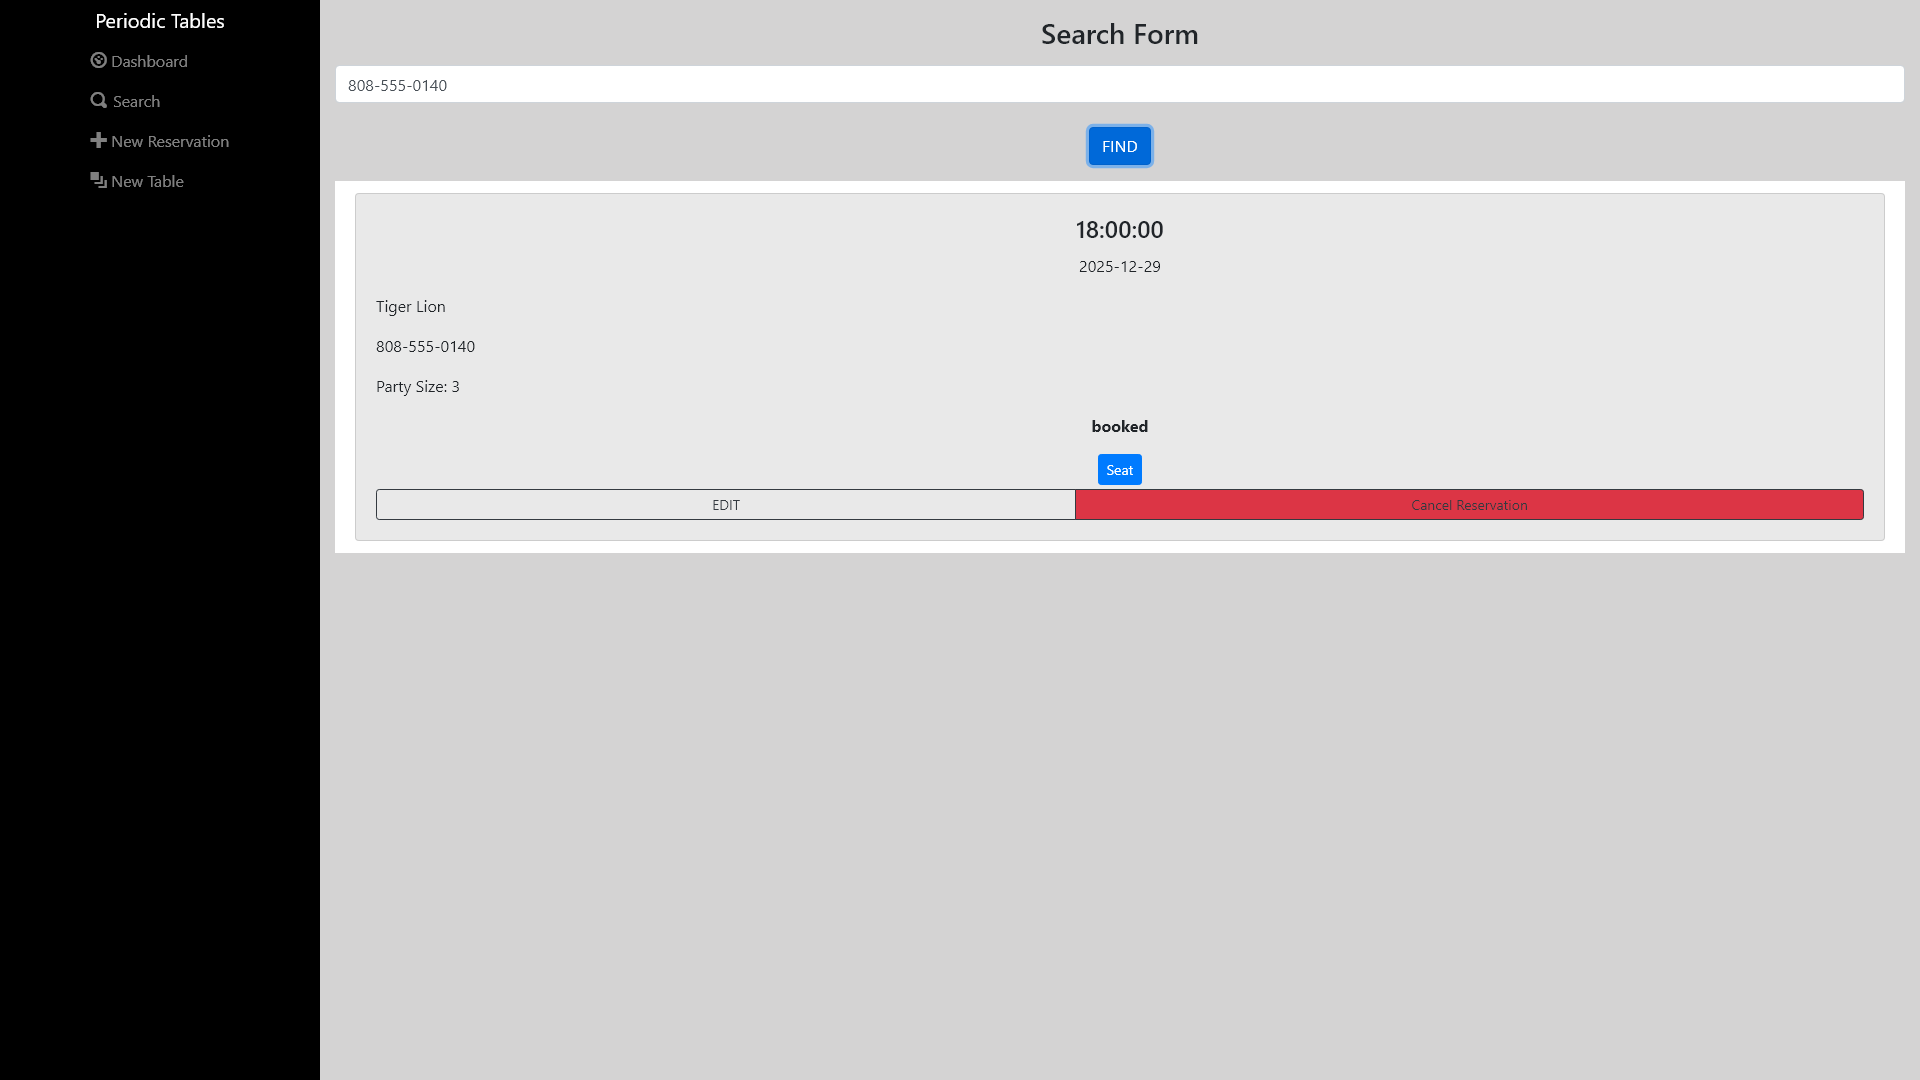 Periodic Tables
Dashboard
Search
New Reservation
New Table
Search Form
808-555-0140
FIND
18:00:00
2025-12-29
Tiger Lion
808-555-0140
Party Size: 3
booked
Seat
EDIT
Cancel Reservation